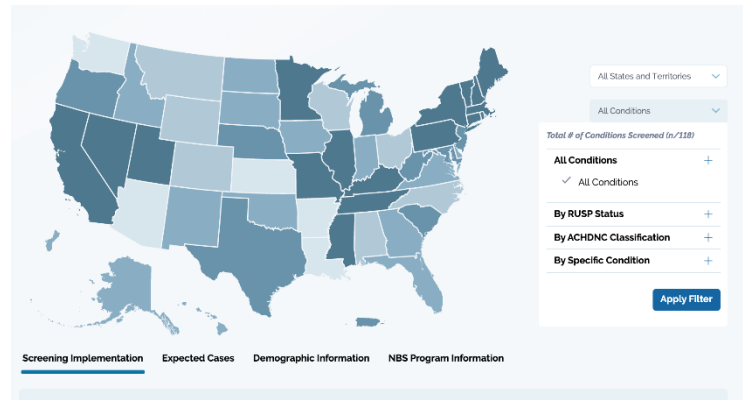 All States and Territories
All Conditions
Total # of Conditions Screened (n/118)
All Conditions
All Conditions
By RUSP Status
By ACHDNC Classification
By Specific Condition
Apply Filter
Screening Implementation Expected Cases Demographic Information NBS Program Information